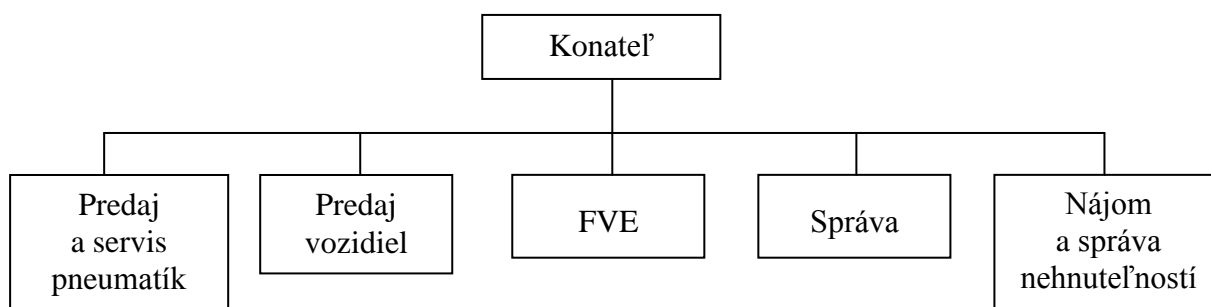 Konateľ
Predaj
a servis
pneumatík
Predaj
vozidiel
FVE
Správa
Nájom
a správa
nehnuteľností